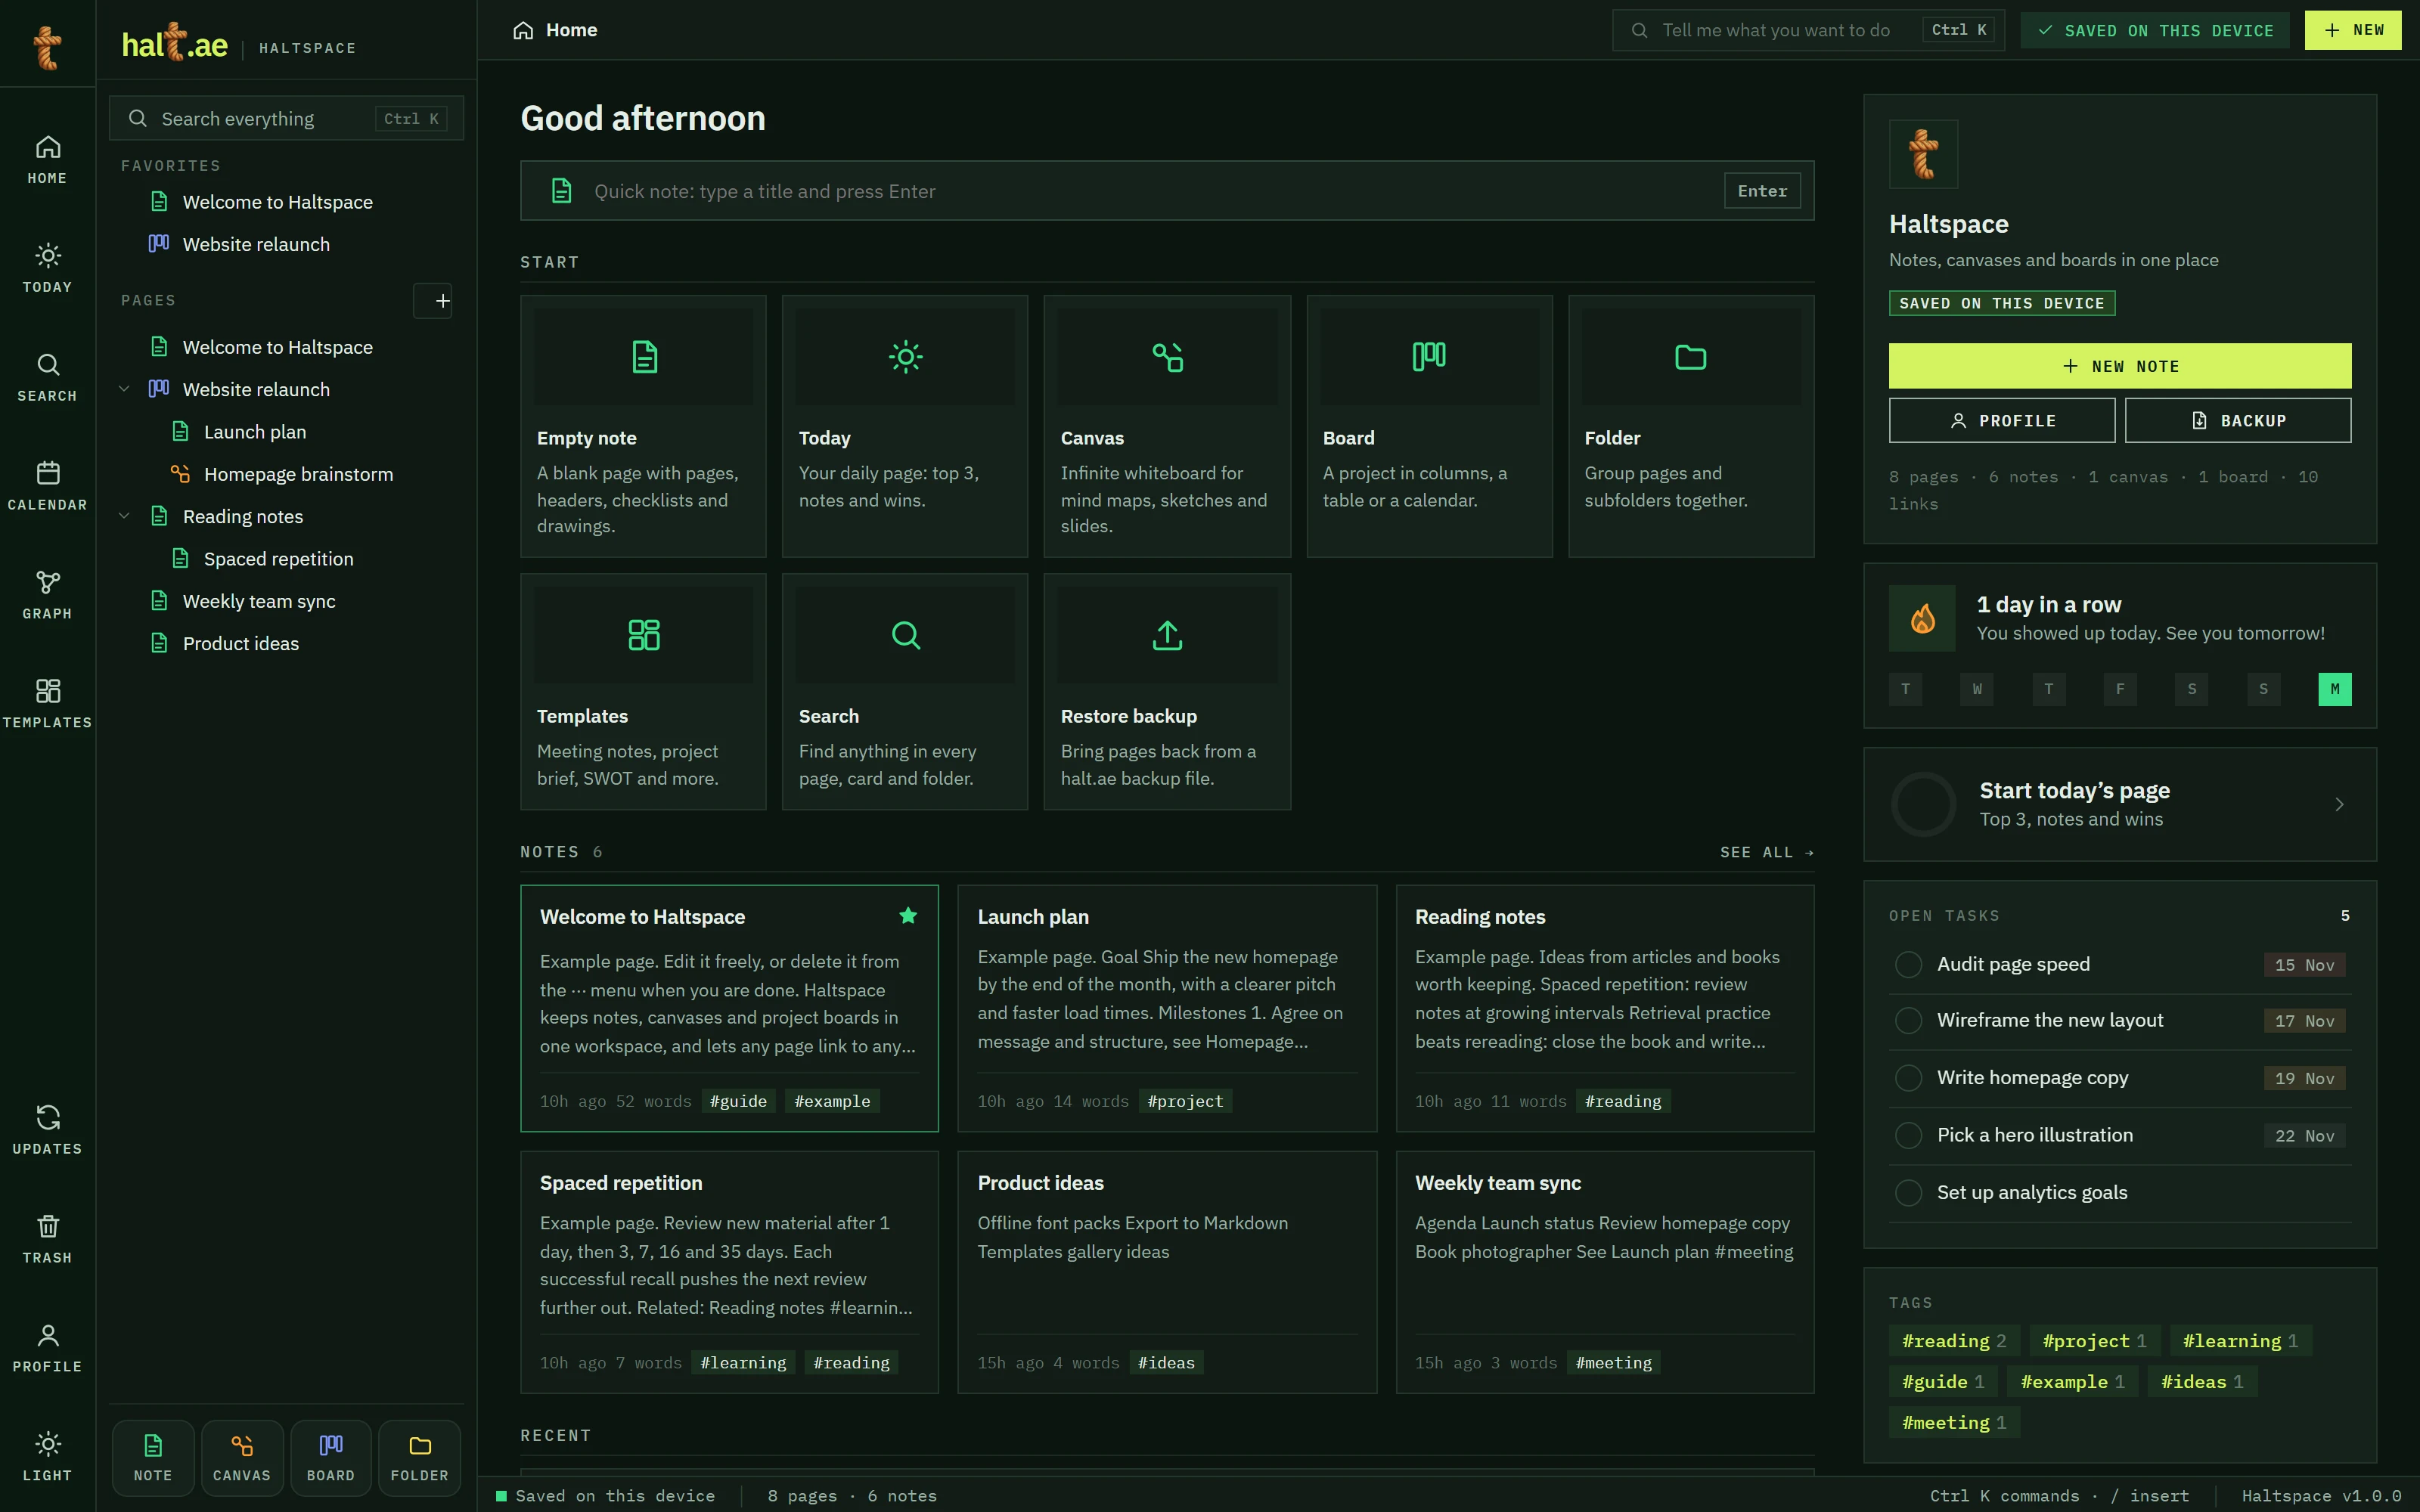 HOME
TODAY
SEARCH
CALENDAR
GRAPH
TEMPLATES
UPDATES
TRASH
PROFILE
LIGHT
halt.ae | HALTSPACE
Search everything Ctrl K
FAVORITES
Welcome to Haltspace
Website relaunch
PAGES
Welcome to Haltspace
Website relaunch
Launch plan
Homepage brainstorm
Reading notes
Spaced repetition
Weekly team sync
Product ideas
NOTE CANVAS BOARD FOLDER
Home
Tell me what you want to do Ctrl K
SAVED ON THIS DEVICE
NEW
Good afternoon
Quick note: type a title and press Enter Enter
START
Empty note
A blank page with pages,
headers, checklists and
drawings.
Today
Your daily page: top 3,
notes and wins.
Canvas
Infinite whiteboard for
mind maps, sketches and
slides.
Board
A project in columns, a
table or a calendar.
Folder
Group pages and
subfolders together.
Templates
Meeting notes, project
brief, SWOT and more.
Search
Find anything in every
page, card and folder.
Restore backup
Bring pages back from a
halt.ae backup file.
NOTES 6 SEE ALL →
Welcome to Haltspace
Example page. Edit it freely, or delete it from
the ··· menu when you are done. Haltspace
keeps notes, canvases and project boards in
one workspace, and lets any page link to any...
10h ago 52 words #guide #example
Launch plan
Example page. Goal Ship the new homepage
by the end of the month, with a clearer pitch
and faster load times. Milestones 1. Agree on
message and structure, see Homepage...
10h ago 14 words #project
Reading notes
Example page. Ideas from articles and books
worth keeping. Spaced repetition: review
notes at growing intervals Retrieval practice
beats rereading: close the book and write...
10h ago 11 words #reading
Spaced repetition
Example page. Review new material after 1
day, then 3, 7, 16 and 35 days. Each
successful recall pushes the next review
further out. Related: Reading notes #learnin...
10h ago 7 words #learning #reading
Product ideas
Offline font packs Export to Markdown
Templates gallery ideas
15h ago 4 words #ideas
Weekly team sync
Agenda Launch status Review homepage copy
Book photographer See Launch plan #meeting
15h ago 3 words #meeting
RECENT
Haltspace
Notes, canvases and boards in one place
SAVED ON THIS DEVICE
NEW NOTE
PROFILE BACKUP
8 pages · 6 notes · 1 canvas · 1 board · 10
links
1 day in a row
You showed up today. See you tomorrow!
T W T F S S M
Start today’s page
Top 3, notes and wins
OPEN TASKS 5
Audit page speed 15 Nov
Wireframe the new layout 17 Nov
Write homepage copy 19 Nov
Pick a hero illustration 22 Nov
Set up analytics goals
TAGS
#reading 2 #project 1 #learning 1
#guide 1 #example 1 #ideas 1
#meeting 1
Saved on this device 8 pages · 6 notes
Ctrl K commands · / insert Haltspace v1.0.0